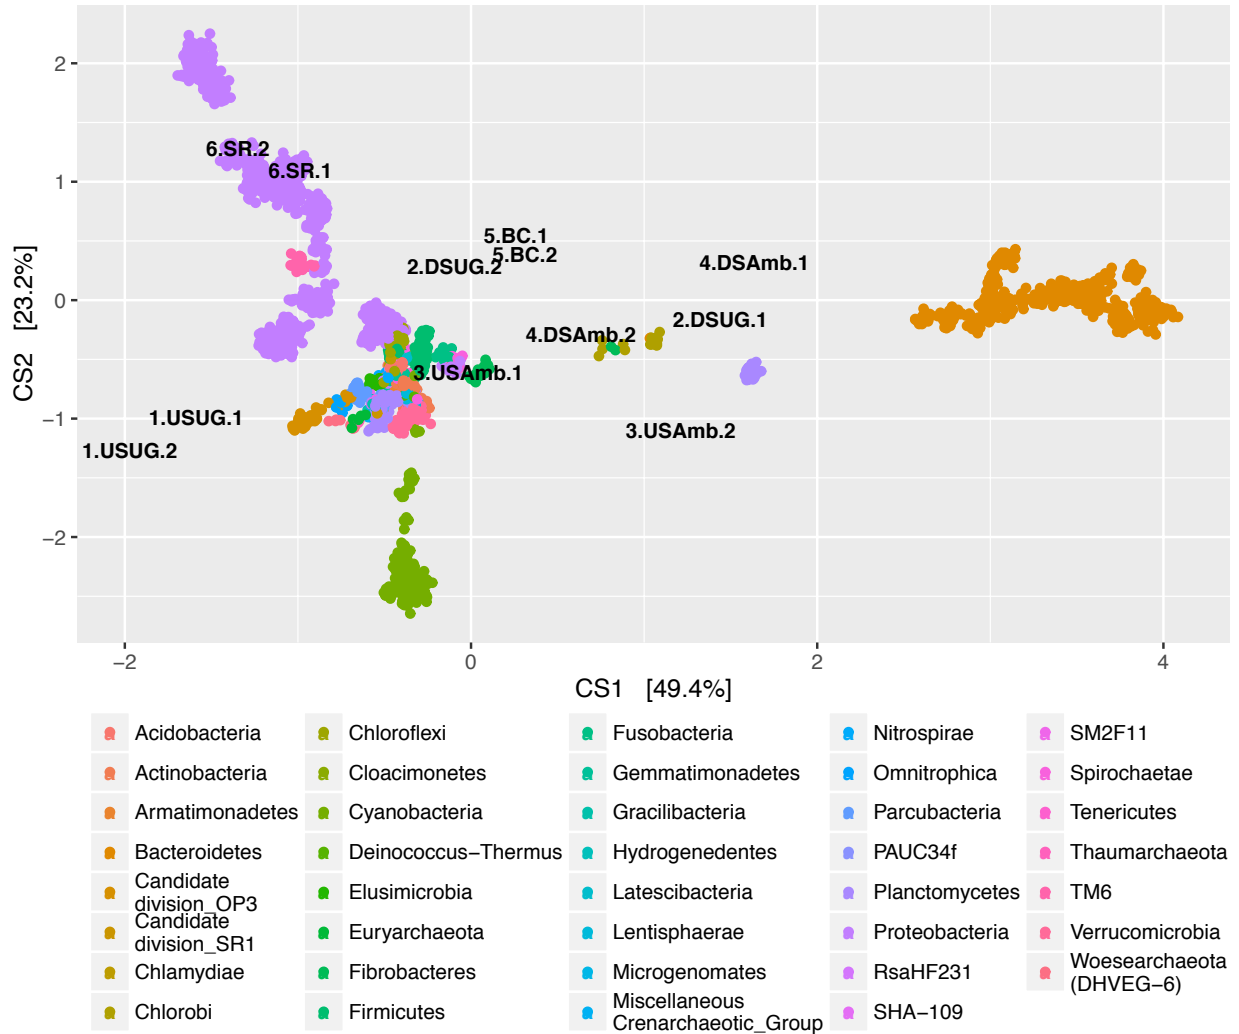 2
6.SR.2
6.SR.1
1
5.BC.1
5.BC.2
2.DSUG.2
4.DSAmb.1
0
2.DSUG.1
4.DSAmb.2
3.USAmb.1
−1
1.USUG.1
3.USAmb.2
1.USUG.2
−2
CS2 [23.2%]
−2 0 2 4
CS1 [49.4%]
Acidobacteria
Actinobacteria
Armatimonadetes
Bacteroidetes
Candidate
division_OP3
Candidate
division_SR1
Chlamydiae
Chlorobi
Chloroflexi
Cloacimonetes
Cyanobacteria
Deinococcus−Thermus
Elusimicrobia
Euryarchaeota
Fibrobacteres
Firmicutes
Fusobacteria
Gemmatimonadetes
Gracilibacteria
Hydrogenedentes
Latescibacteria
Lentisphaerae
Microgenomates
Miscellaneous
Crenarchaeotic_Group
Nitrospirae
Omnitrophica
Parcubacteria
PAUC34f
Planctomycetes
Proteobacteria
RsaHF231
SHA−109
SM2F11
Spirochaetae
Tenericutes
Thaumarchaeota
TM6
Verrucomicrobia
Woesearchaeota
(DHVEG−6)